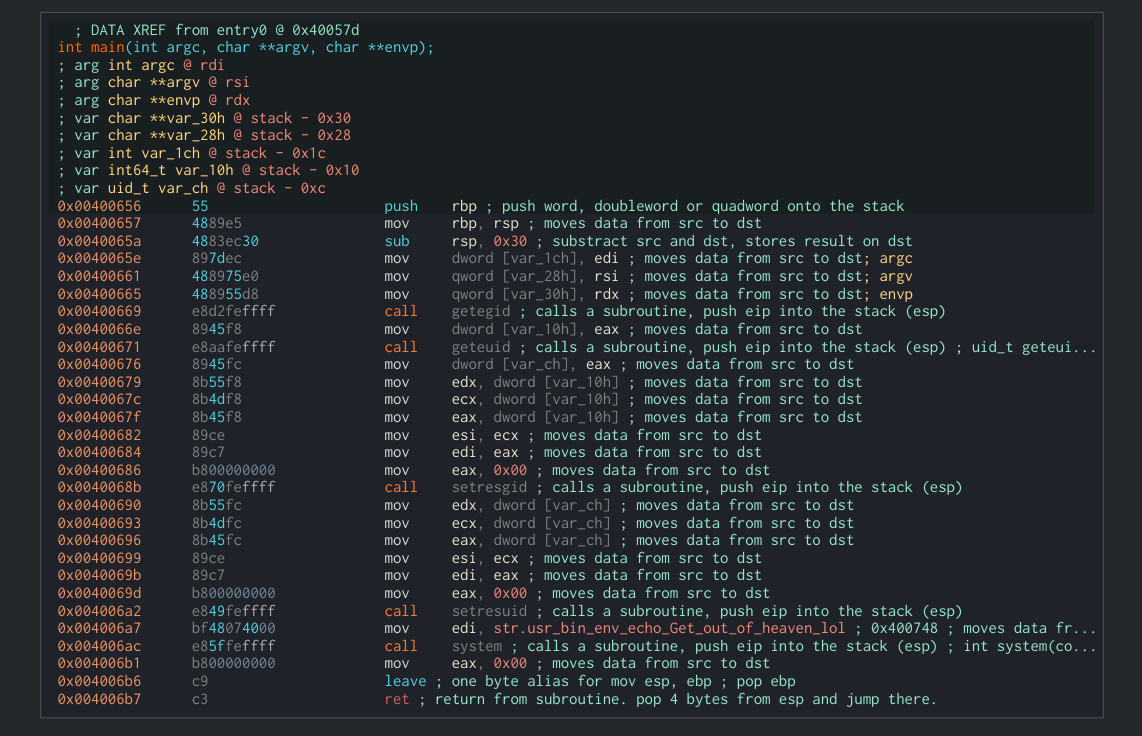 ; DATA XREF from entry0 @ 0x40057d
int main(int argc, char **argv, char **envp);
; arg int argc @ rdi
; arg char **argv @ rsi
; arg char **envp @ rdx
; var char **var_30h @ stack - 0x30
; var char **var_28h @ stack - 0x28
; var int var_1ch @ stack - 0x1c
; var int64_t var_10h @ stack - 0x10
; var uid_t var_ch @ stack - 0xc
0x00400656 55 push rbp ; push word, doubleword or quadword onto the stack
0x00400657 4889e5 mov rbp, rsp ; moves data from src to dst
0x0040065a 4883ec30 sub rsp, 0x30 ; substract src and dst, stores result on dst
0x0040065e 897dec mov dword [var_1ch], edi ; moves data from src to dst; argc
0x00400661 488975e0 mov qword [var_28h], rsi ; moves data from src to dst; argv
0x00400665 488955d8 mov qword [var_30h], rdx ; moves data from src to dst; envp
0x00400669 e8d2feffff call getegid ; calls a subroutine, push eip into the stack (esp)
0x0040066e 8945f8 mov dword [var_10h], eax ; moves data from src to dst
0x00400671 e8aafeffff call geteuid ; calls a subroutine, push eip into the stack (esp) ; uid_t geteui...
0x00400676 8945fc mov dword [var_ch], eax ; moves data from src to dst
0x00400679 8b55f8 mov edx, dword [var_10h] ; moves data from src to dst
0x0040067c 8b4df8 mov ecx, dword [var_10h] ; moves data from src to dst
0x0040067f 8b45f8 mov eax, dword [var_10h] ; moves data from src to dst
0x00400682 89ce mov esi, ecx ; moves data from src to dst
0x00400684 89c7 mov edi, eax ; moves data from src to dst
0x00400686 b800000000 mov eax, 0x00 ; moves data from src to dst
0x0040068b e870feffff call setresgid ; calls a subroutine, push eip into the stack (esp)
0x00400690 8b55fc mov edx, dword [var_ch] ; moves data from src to dst
0x00400693 8b4dfc mov ecx, dword [var_ch] ; moves data from src to dst
0x00400696 8b45fc mov eax, dword [var_ch] ; moves data from src to dst
0x00400699 89ce mov esi, ecx ; moves data from src to dst
0x0040069b 89c7 mov edi, eax ; moves data from src to dst
0x0040069d b800000000 mov eax, 0x00 ; moves data from src to dst
0x004006a2 e849feffff call setresuid ; calls a subroutine, push eip into the stack (esp)
0x004006a7 bf48074000 mov edi, str.usr_bin_env_echo_Get_out_of_heaven_lol ; 0x400748 ; moves data fr...
0x004006ac e85ffeffff call system ; calls a subroutine, push eip into the stack (esp) ; int system(co...
0x004006b1 b800000000 mov eax, 0x00 ; moves data from src to dst
0x004006b6 c9 leave ; one byte alias for mov esp, ebp ; pop ebp
0x004006b7 c3 ret ; return from subroutine. pop 4 bytes from esp and jump there.